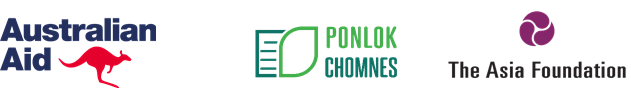 Australian
Aid
PONLOK
CHOMNES
The Asia Foundation